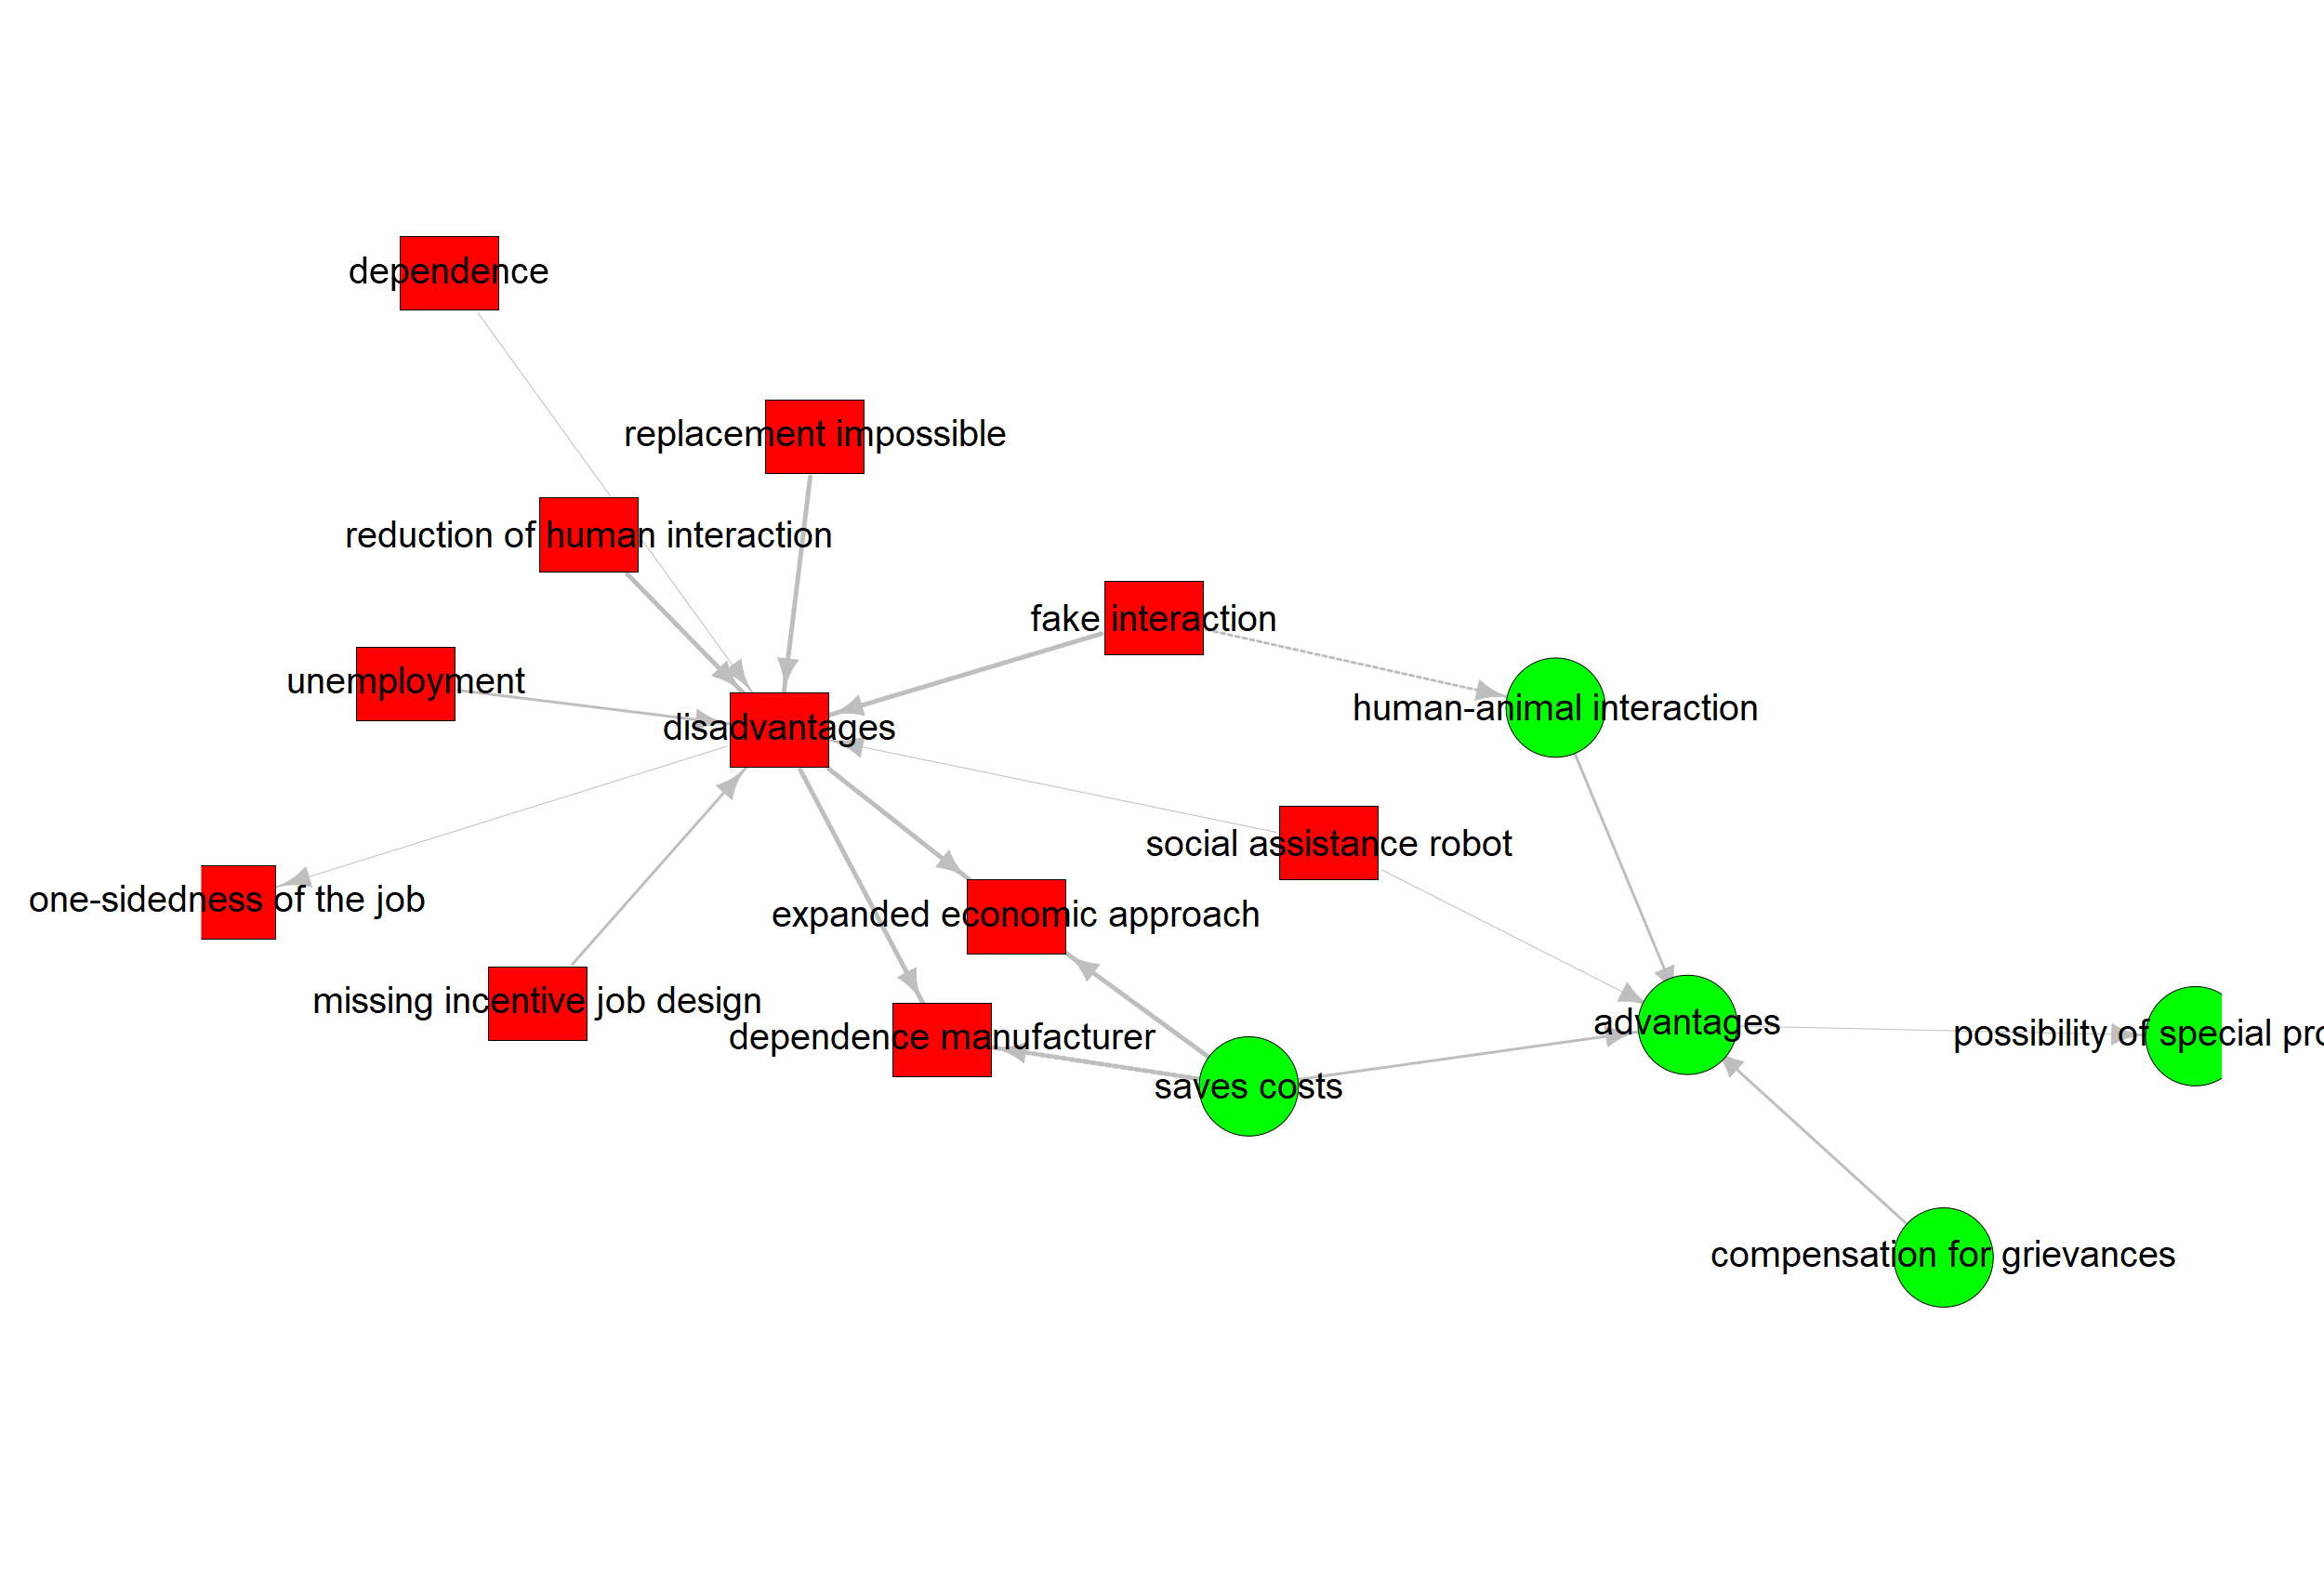 dependence
replacement impossible
reduction of human interaction
fake interaction
unemployment
human-animal interaction
disadvantages
social assistance robot
one-sidedness of the job
expanded economic approach
missing incentive job design
advantages
possibility of special pro
dependence manufacturer
saves costs
compensation for grievances